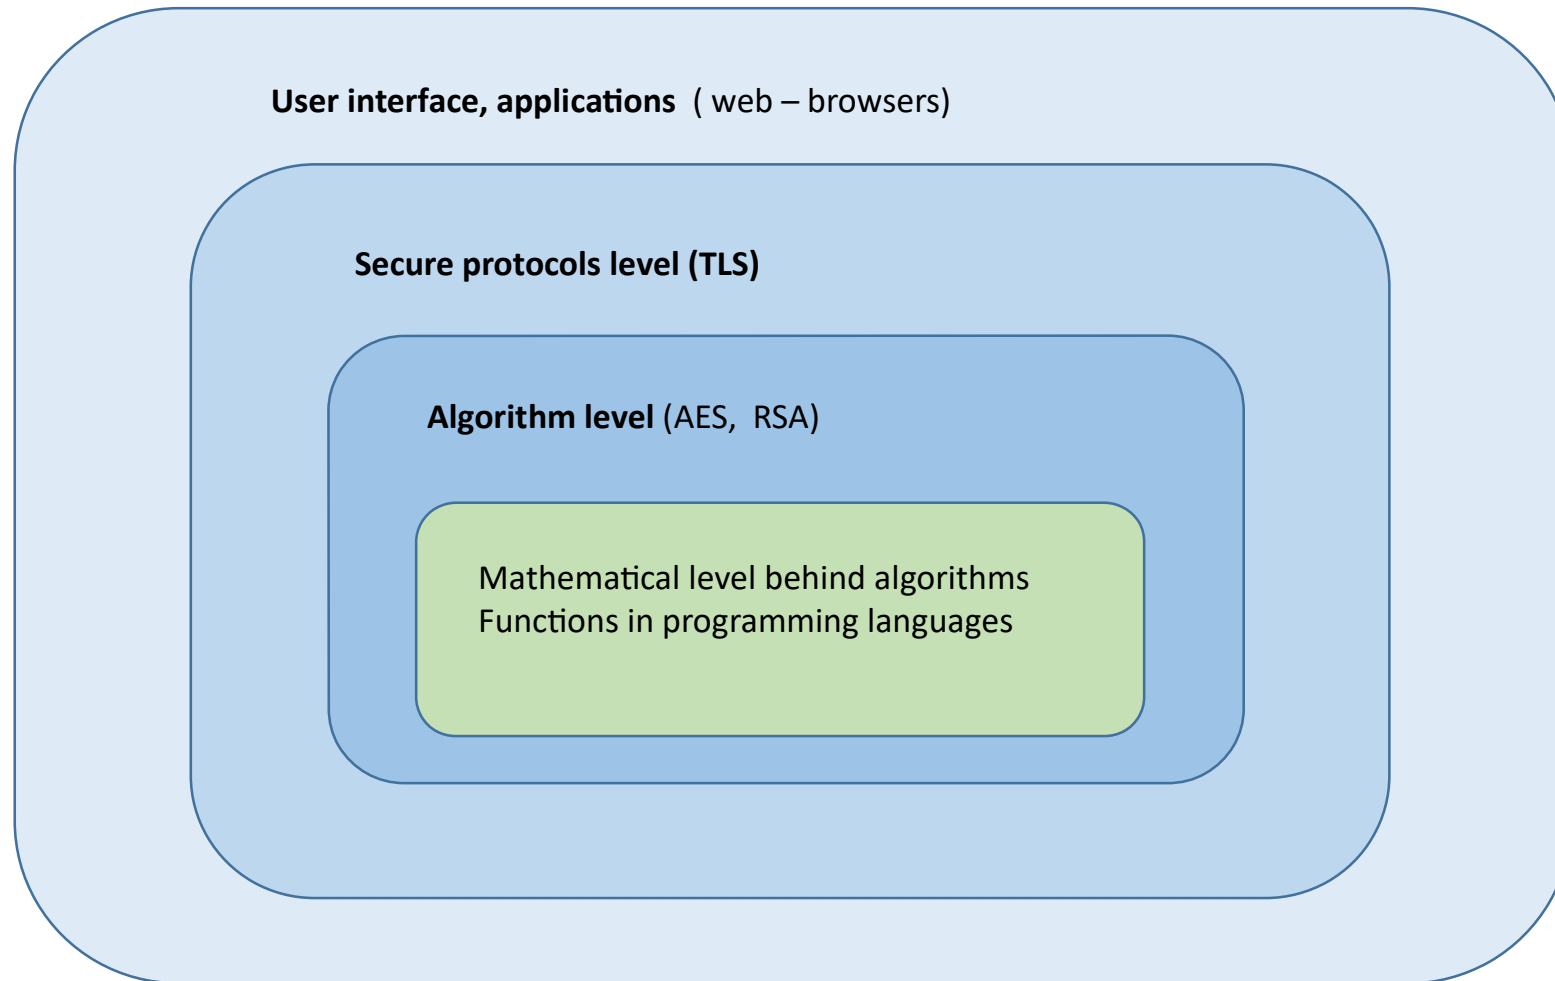 User interface, applications ( web – browsers)
Secure protocols level (TLS)
Algorithm level (AES, RSA)
Mathematical level behind algorithms
Functions in programming languages